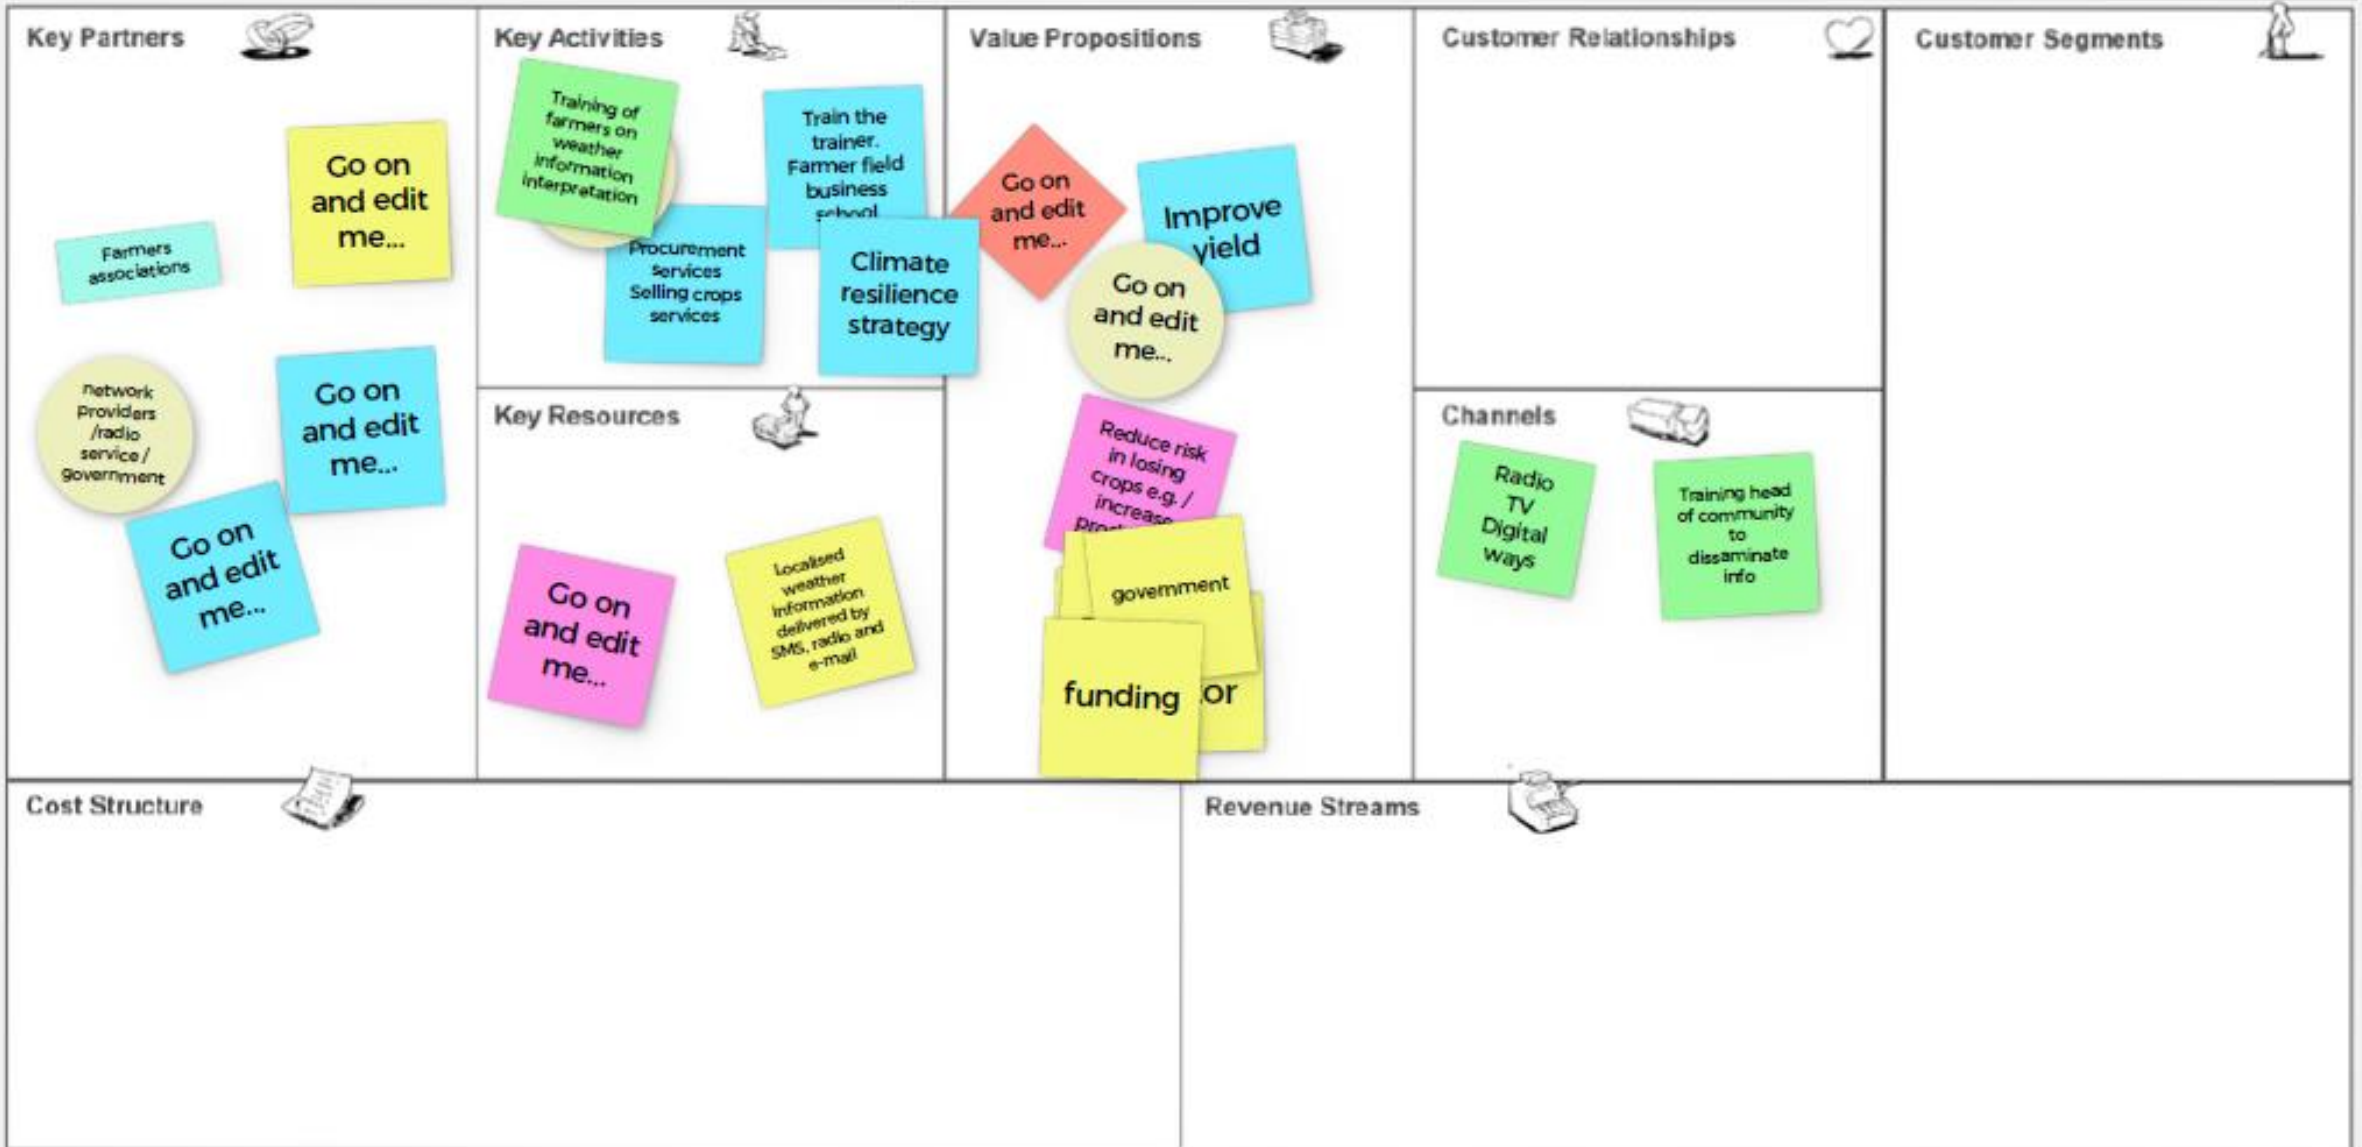 Key Partners
Go on
and edit
me...
Farmers
associations
network
Providers
/radio
service /
government
Go on
and edit
me...
Go on
and edit
me...
Key Activities
Training of
farmers on
weather
information
interpretation
Train the
trainer.
Farmer field
business
school
Procurement
Services
Selling crops
services
Climate
resilience
strategy
Key Resources
Go on
and edit
me...
Localised
weather
information
delivered by
SMS, radio and
e-mail
Value Propositions
Go on
and edit
me...
Improve
yield
Go on
and edit
me...
Reduce risk
in losing
crops e.g. /
increase
government
funding
Customer Relationships
Channels
Radio
TV
Digital
ways
Training head
of community
to
dissaminate
info
Customer Segments
Cost Structure
Revenue Streams